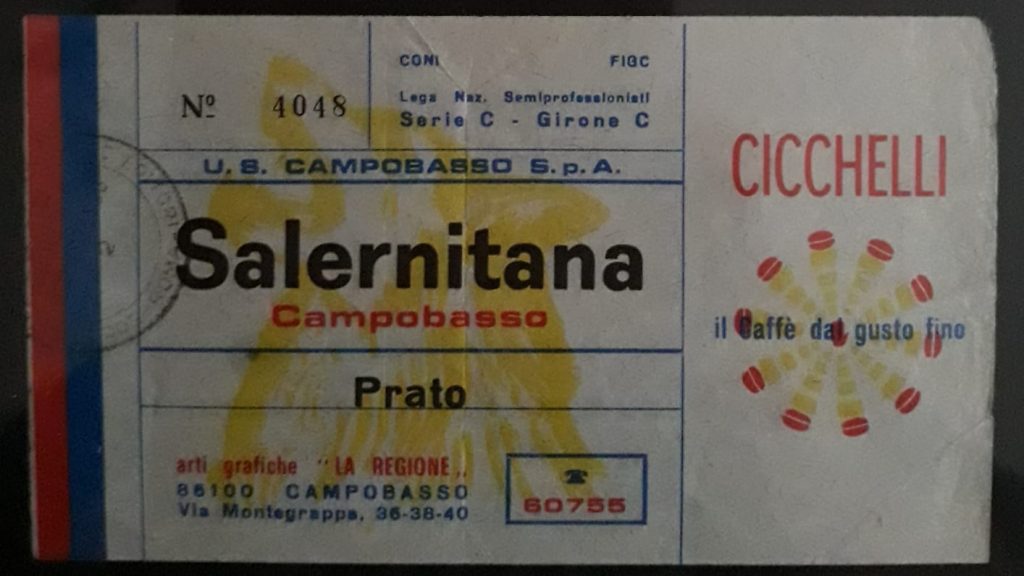 Nº 4048
CONI FIGC
Lega Naz. Semiprofessionisti
Serie C - Girone C
U.S. CAMPOBASSO S.p.A.
Salernitana
Campobasso
Prato
arti grafiche "LA REGIONE„
86100 CAMPOBASSO
Via Montegrappa, 36-38-40
☎
60755
CICCHELLI
il Caffè dal gusto fino